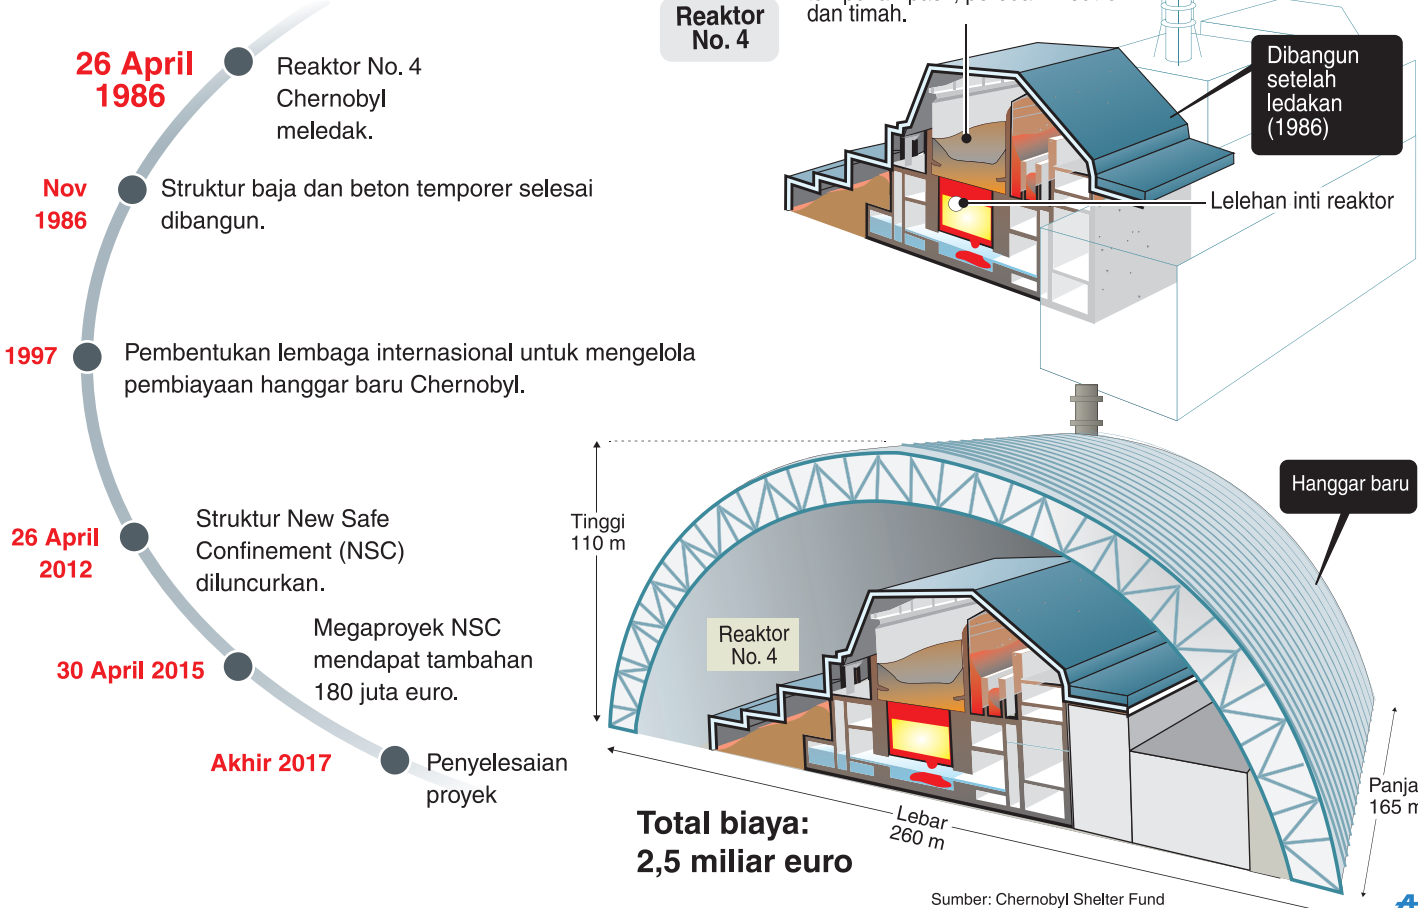 26 April
1986
Reaktor No. 4
Chernobyl
meledak.
Nov
1986
Struktur baja dan beton temporer selesai
dibangun.
1997
Pembentukan lembaga internasional untuk mengelola
pembiayaan hanggar baru Chernobyl.
26 April
2012
Struktur New Safe
Confinement (NSC)
diluncurkan.
30 April 2015
Megaproyek NSC
mendapat tambahan
180 juta euro.
Akhir 2017
Penyelesaian
proyek
Reaktor
No. 4
dan timah.
Dibangun
setelah
ledakan
(1986)
Lelehan inti reaktor
Hanggar baru
Tinggi
110 m
Reaktor
No. 4
Lebar
260 m
Panja
165 m
Total biaya:
2,5 miliar euro
Sumber: Chernobyl Shelter Fund